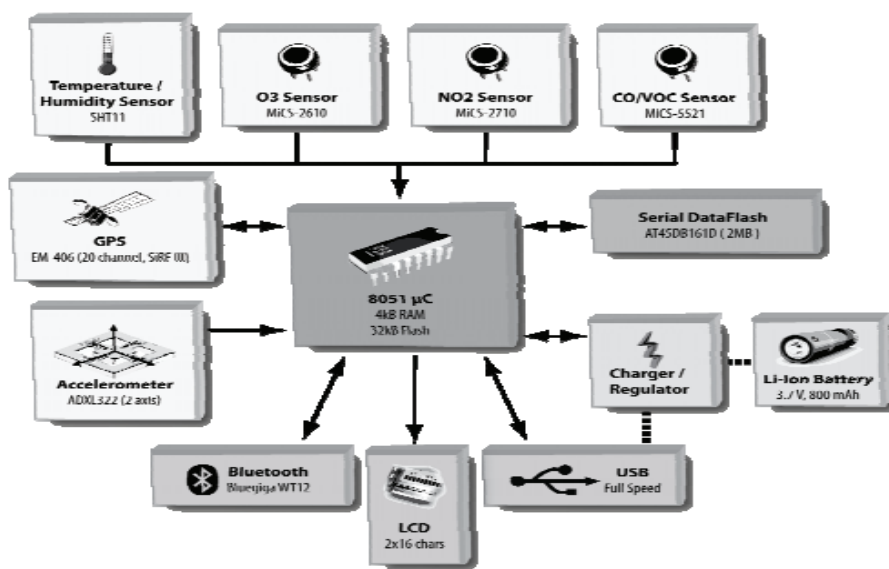 Temperature /
Humidity Sensor
SHT11
O3 Sensor
MiCS-2610
NO2 Sensor
MiCS-2710
CO/VOC Sensor
MICS-5521
GPS
EM-406 (20 channel, SiRF III)
8051 µC
4kB RAM
32kB Flash
Serial DataFlash
AT45DB161D ( 2MB )
Accelerometer
ADXL322 (2 axis)
Charger /
Regulator
Li-Ion Battery
3.7 V, 800 mAh
Bluetooth
Bluegiga WT12
LCD
2x16 chars
USB
Full Speed